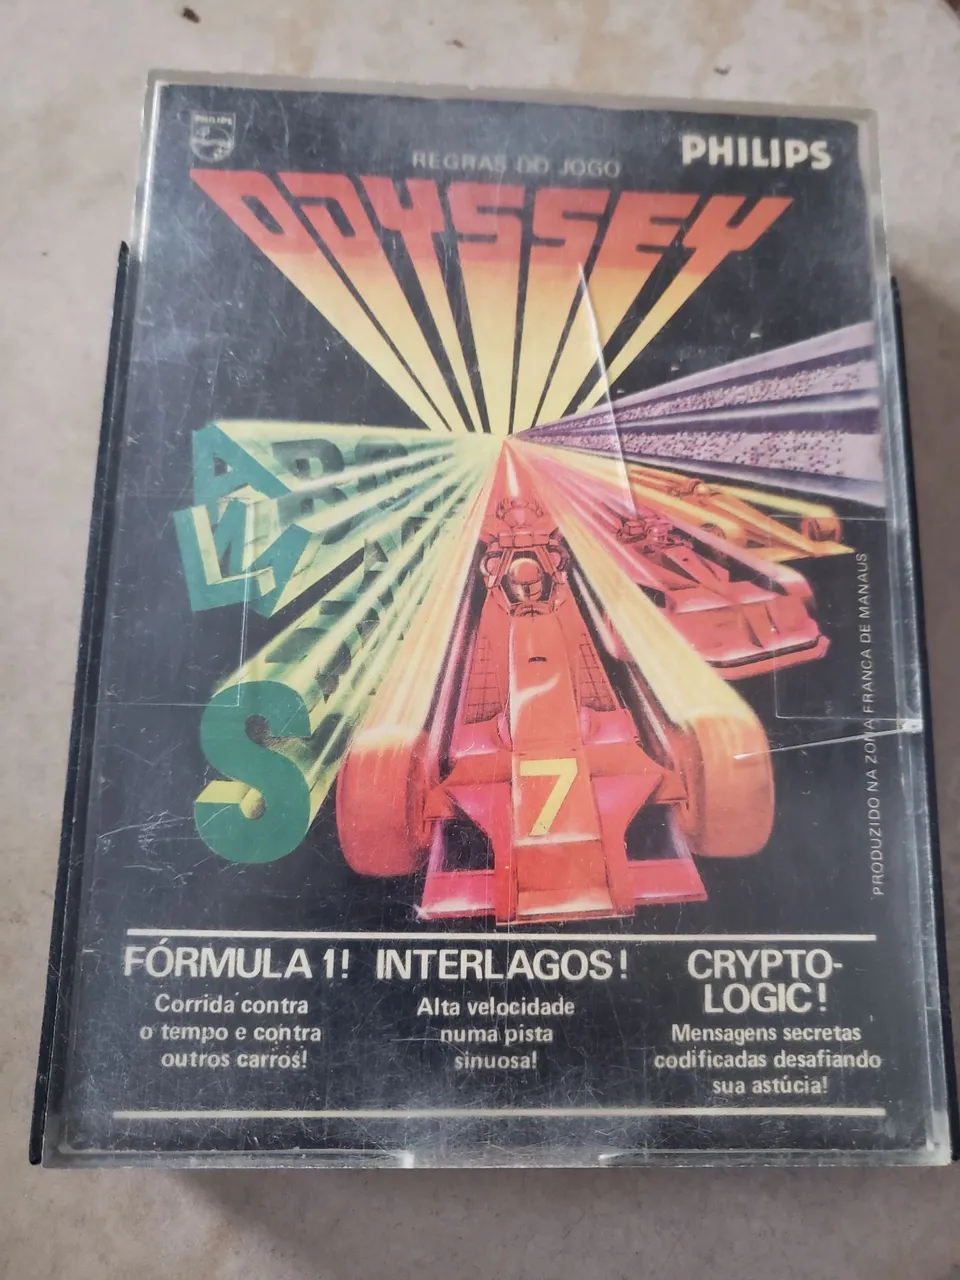 PHILIPS
PHILIPS
REGRAS DO JOGO
ODYSSEY
A
S
7
PRODUZIDO NA ZONA FRANCA DE MANAUS
FÓRMULA 1!
Corrida contra
o tempo e contra
outros carros!
INTERLAGOS!
Alta velocidade
numa pista
sinuosa!
CRYPTO-
LOGIC!
Mensagens secretas
codificadas desafiando
sua astúcia!